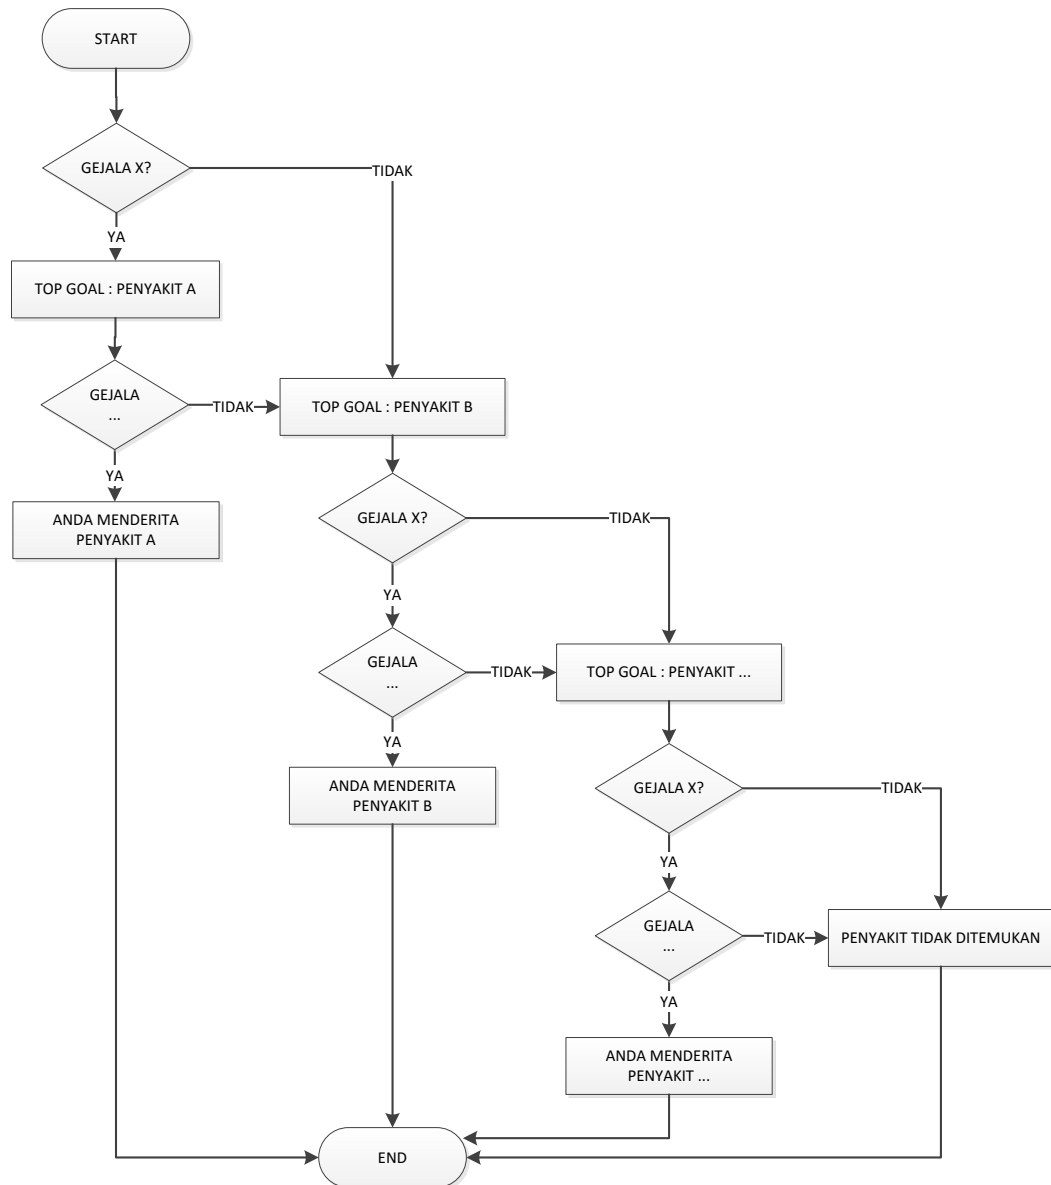 START
GEJALA X?
TIDAK
YA
TOP GOAL : PENYAKIT A
GEJALA
...
TIDAK
TOP GOAL : PENYAKIT B
YA
ANDA MENDERITA
PENYAKIT A
GEJALA X?
TIDAK
YA
GEJALA
...
TIDAK
TOP GOAL : PENYAKIT ...
YA
ANDA MENDERITA
PENYAKIT B
GEJALA X?
TIDAK
YA
GEJALA
...
TIDAK
PENYAKIT TIDAK DITEMUKAN
YA
ANDA MENDERITA
PENYAKIT ...
END